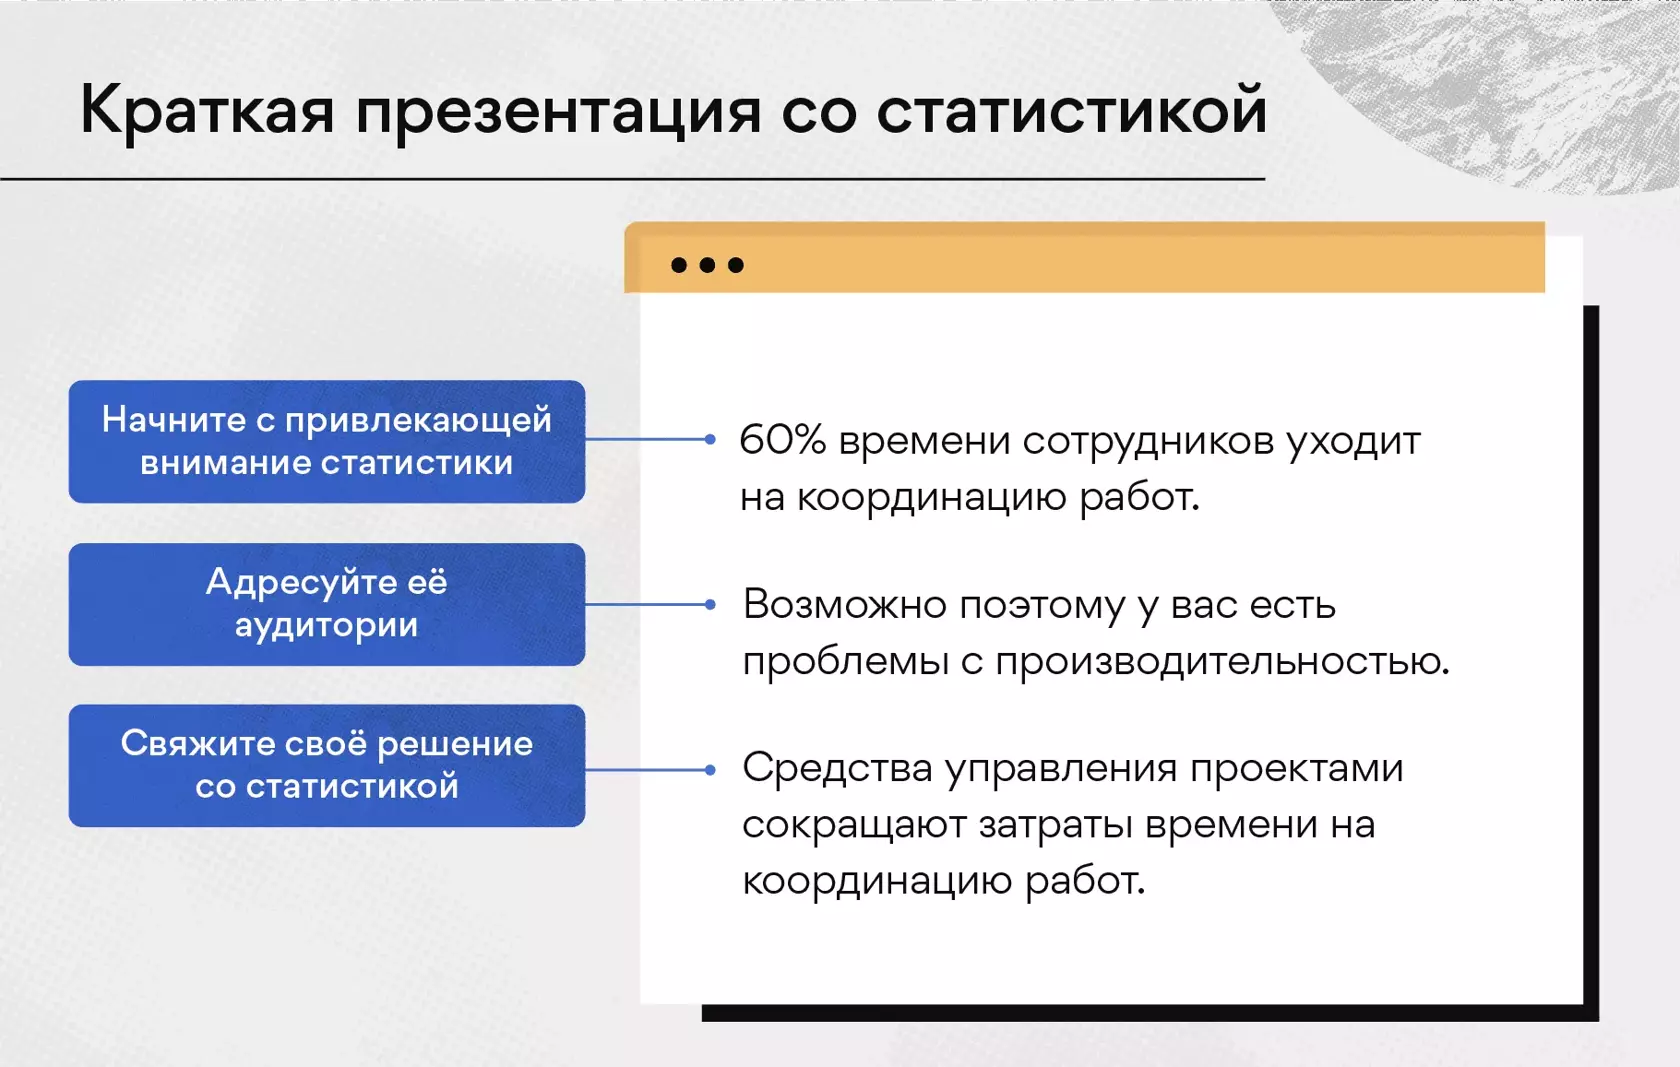 Краткая презентация со статистикой
Начните с привлекающей
внимание статистики
60% времени сотрудников уходит
на координацию работ.
Адресуйте её
аудитории
Возможно поэтому у вас есть
проблемы с производительностью.
Свяжите своё решение
со статистикой
Средства управления проектами
сокращают затраты времени на
координацию работ.